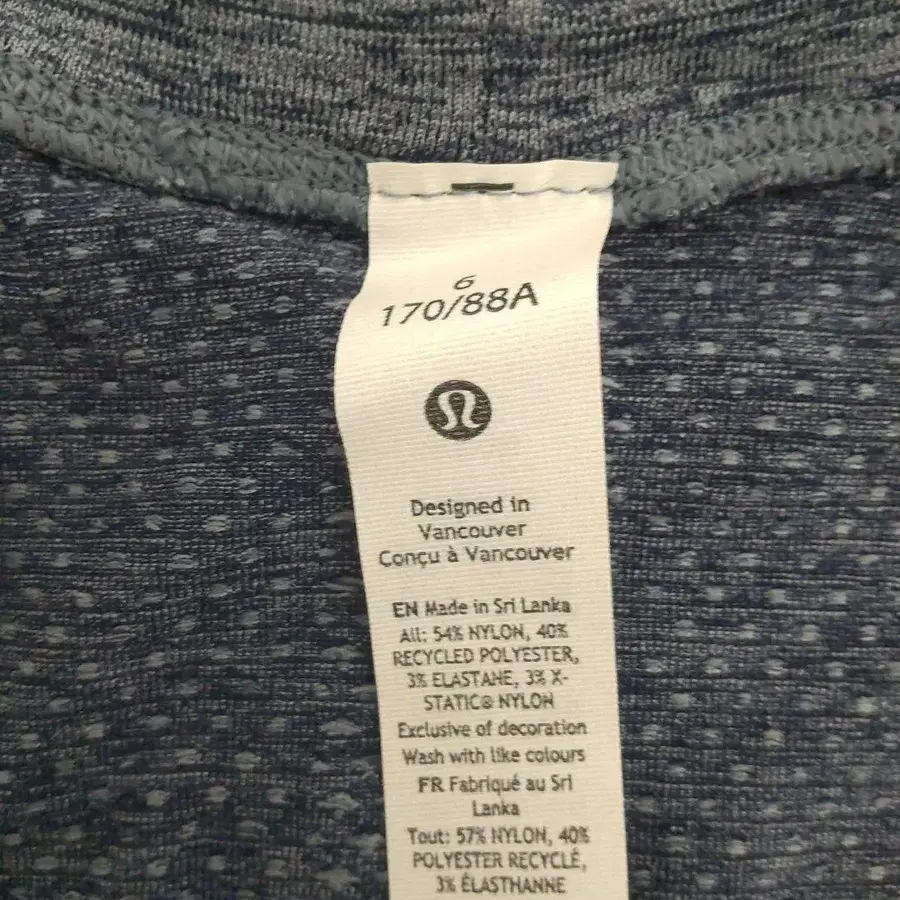 6
170/88A
Designed in
Vancouver
Conçu à Vancouver
EN Made in Sri Lanka
All: 54% NYLON, 40%
RECYCLED POLYESTER,
3% ELASTANE, 3% X-
STATIC® NYLON
Exclusive of decoration
Wash with like colours
FR Fabriqué au Sri
Lanka
Tout: 57% NYLON, 40%
POLYESTER RECYCLÉ,
3% ÉLASTHANNE